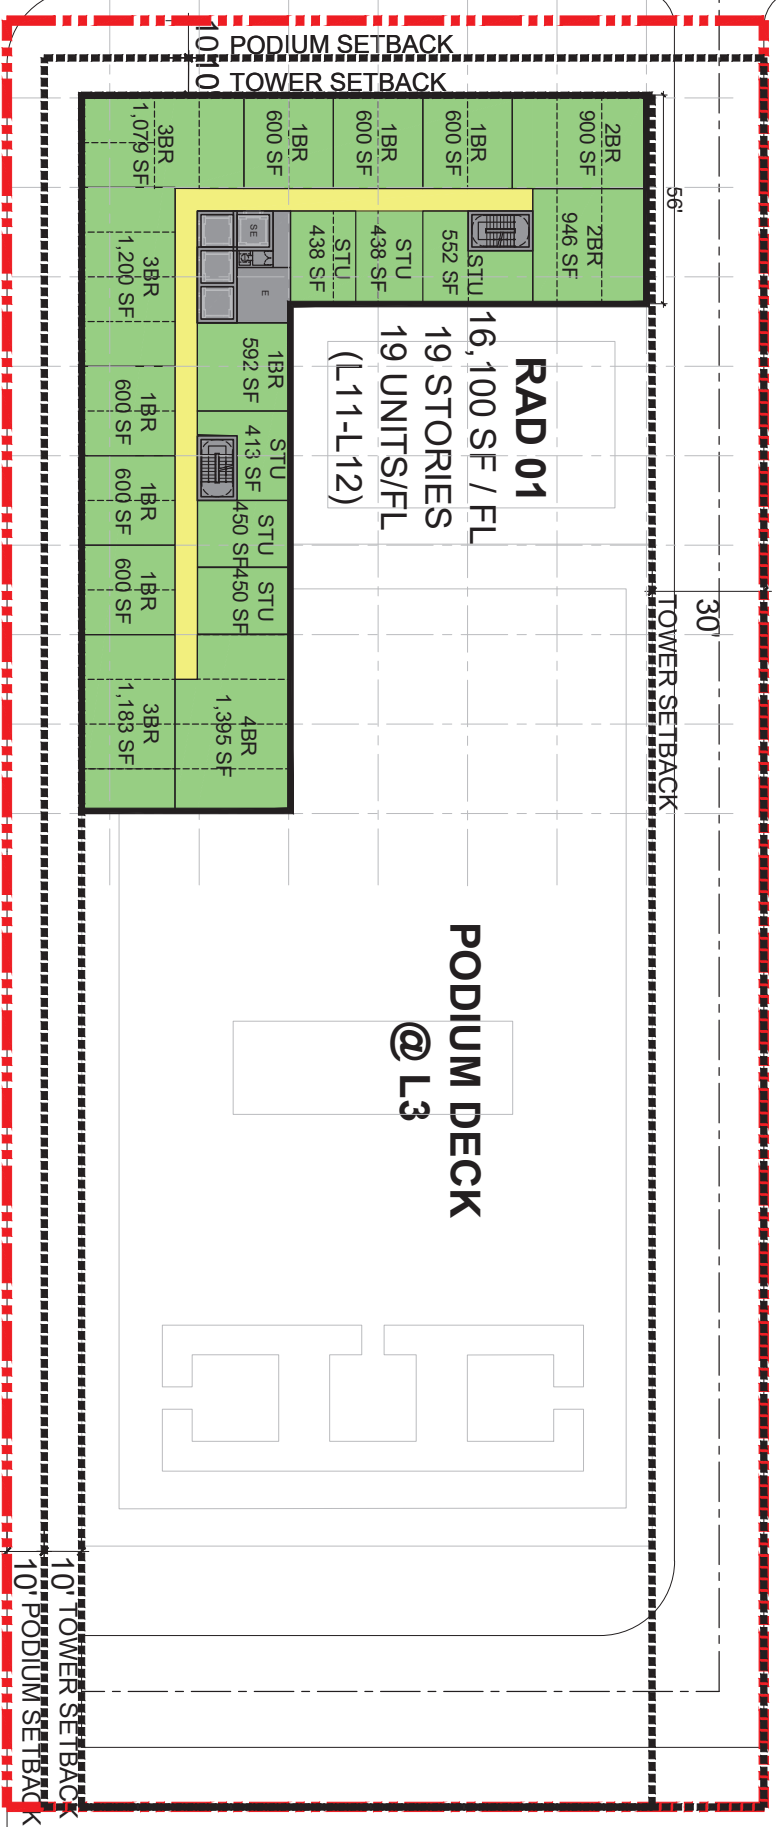 10' PODIUM SETBACK
10' TOWER SETBACK
3BR
1,079 SF
1BR
600 SF
1BR
600 SF
1BR
600 SF
2BR
900 SF
56'
2BR
946 SF
STU
552 SF
STU
438 SF
STU
438 SF
SE
E
3BR
1,200 SF
1BR
592 SF
1BR
600 SF
STU
413 SF
1BR
600 SF
STU
450 SF
1BR
600 SF
STU
450 SF
3BR
1,183 SF
4BR
1,395 SF
RAD 01
16,100 SF / FL
19 STORIES
19 UNITS/FL
(L11-L12)
30'
TOWER SETBACK
PODIUM DECK
@ L3
10' TOWER SETBACK
10' PODIUM SETBACK